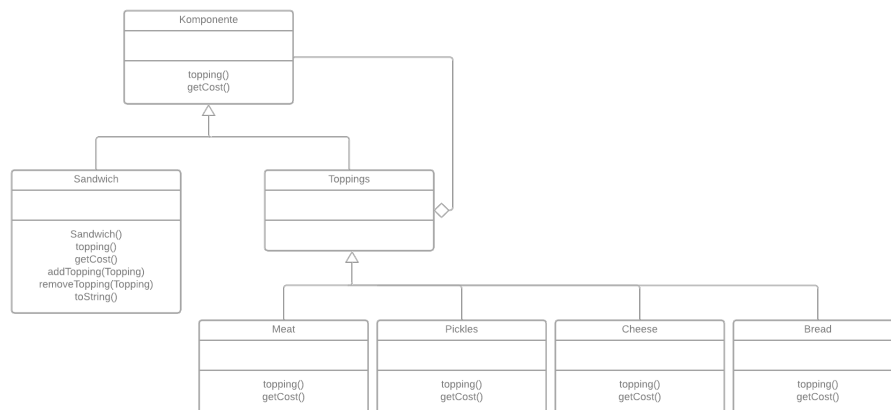 Komponente
topping()
getCost()
Sandwich
Toppings
Sandwich()
topping()
getCost()
addTopping(Topping)
removeTopping(Topping)
toString()
Meat
Pickles
Cheese
Bread
topping()
getCost()
topping()
getCost()
topping()
getCost()
topping()
getCost()